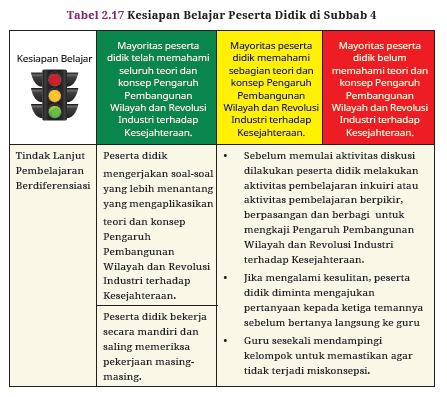 Tabel 2.17 Kesiapan Belajar Peserta Didik di Subbab 4
Kesiapan Belajar
Mayoritas peserta
didik telah memahami
seluruh teori dan
konsep Pengaruh
Pembangunan
Wilayah dan Revolusi
Industri terhadap
Kesejahteraan.
Mayoritas peserta
didik memahami
sebagian teori dan
konsep Pengaruh
Pembangunan
Wilayah dan Revolusi
Industri terhadap
Kesejahteraan.
Mayoritas peserta
didik belum
memahami teori dan
konsep Pengaruh
Pembangunan
Wilayah dan Revolusi
Industri terhadap
Kesejahteraan.
Tindak Lanjut
Pembelajaran
Berdiferensiasi
Peserta didik
mengerjakan soal-soal
yang lebih menantang
yang mengaplikasikan
teori dan konsep
Pengaruh
Pembangunan
Wilayah dan Revolusi
Industri terhadap
Kesejahteraan.
Peserta didik bekerja
secara mandiri dan
saling memeriksa
pekerjaan masing-
masing.
• Sebelum memulai aktivitas diskusi
dilakukan peserta didik melakukan
aktivitas pembelajaran inkuiri atau
aktivitas pembelajaran berpikir,
berpasangan dan berbagi untuk
mengkaji Pengaruh Pembangunan
Wilayah dan Revolusi Industri
terhadap Kesejahteraan.
• Jika mengalami kesulitan, peserta
didik diminta mengajukan
pertanyaan kepada ketiga temannya
sebelum bertanya langsung ke guru
• Guru sesekali mendampingi
kelompok untuk memastikan agar
tidak terjadi miskonsepsi.